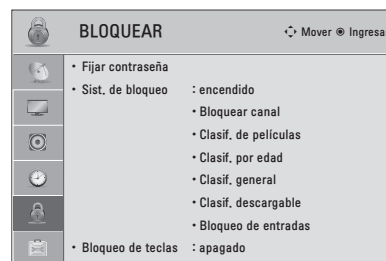 BLOQUEAR Mover Ingresa
• Fijar contraseña
• Sist. de bloqueo : encendido
• Bloquear canal
• Clasif. de películas
• Clasif. por edad
• Clasif. general
• Clasif. descargable
• Bloqueo de entradas
• Bloqueo de teclas : apagado